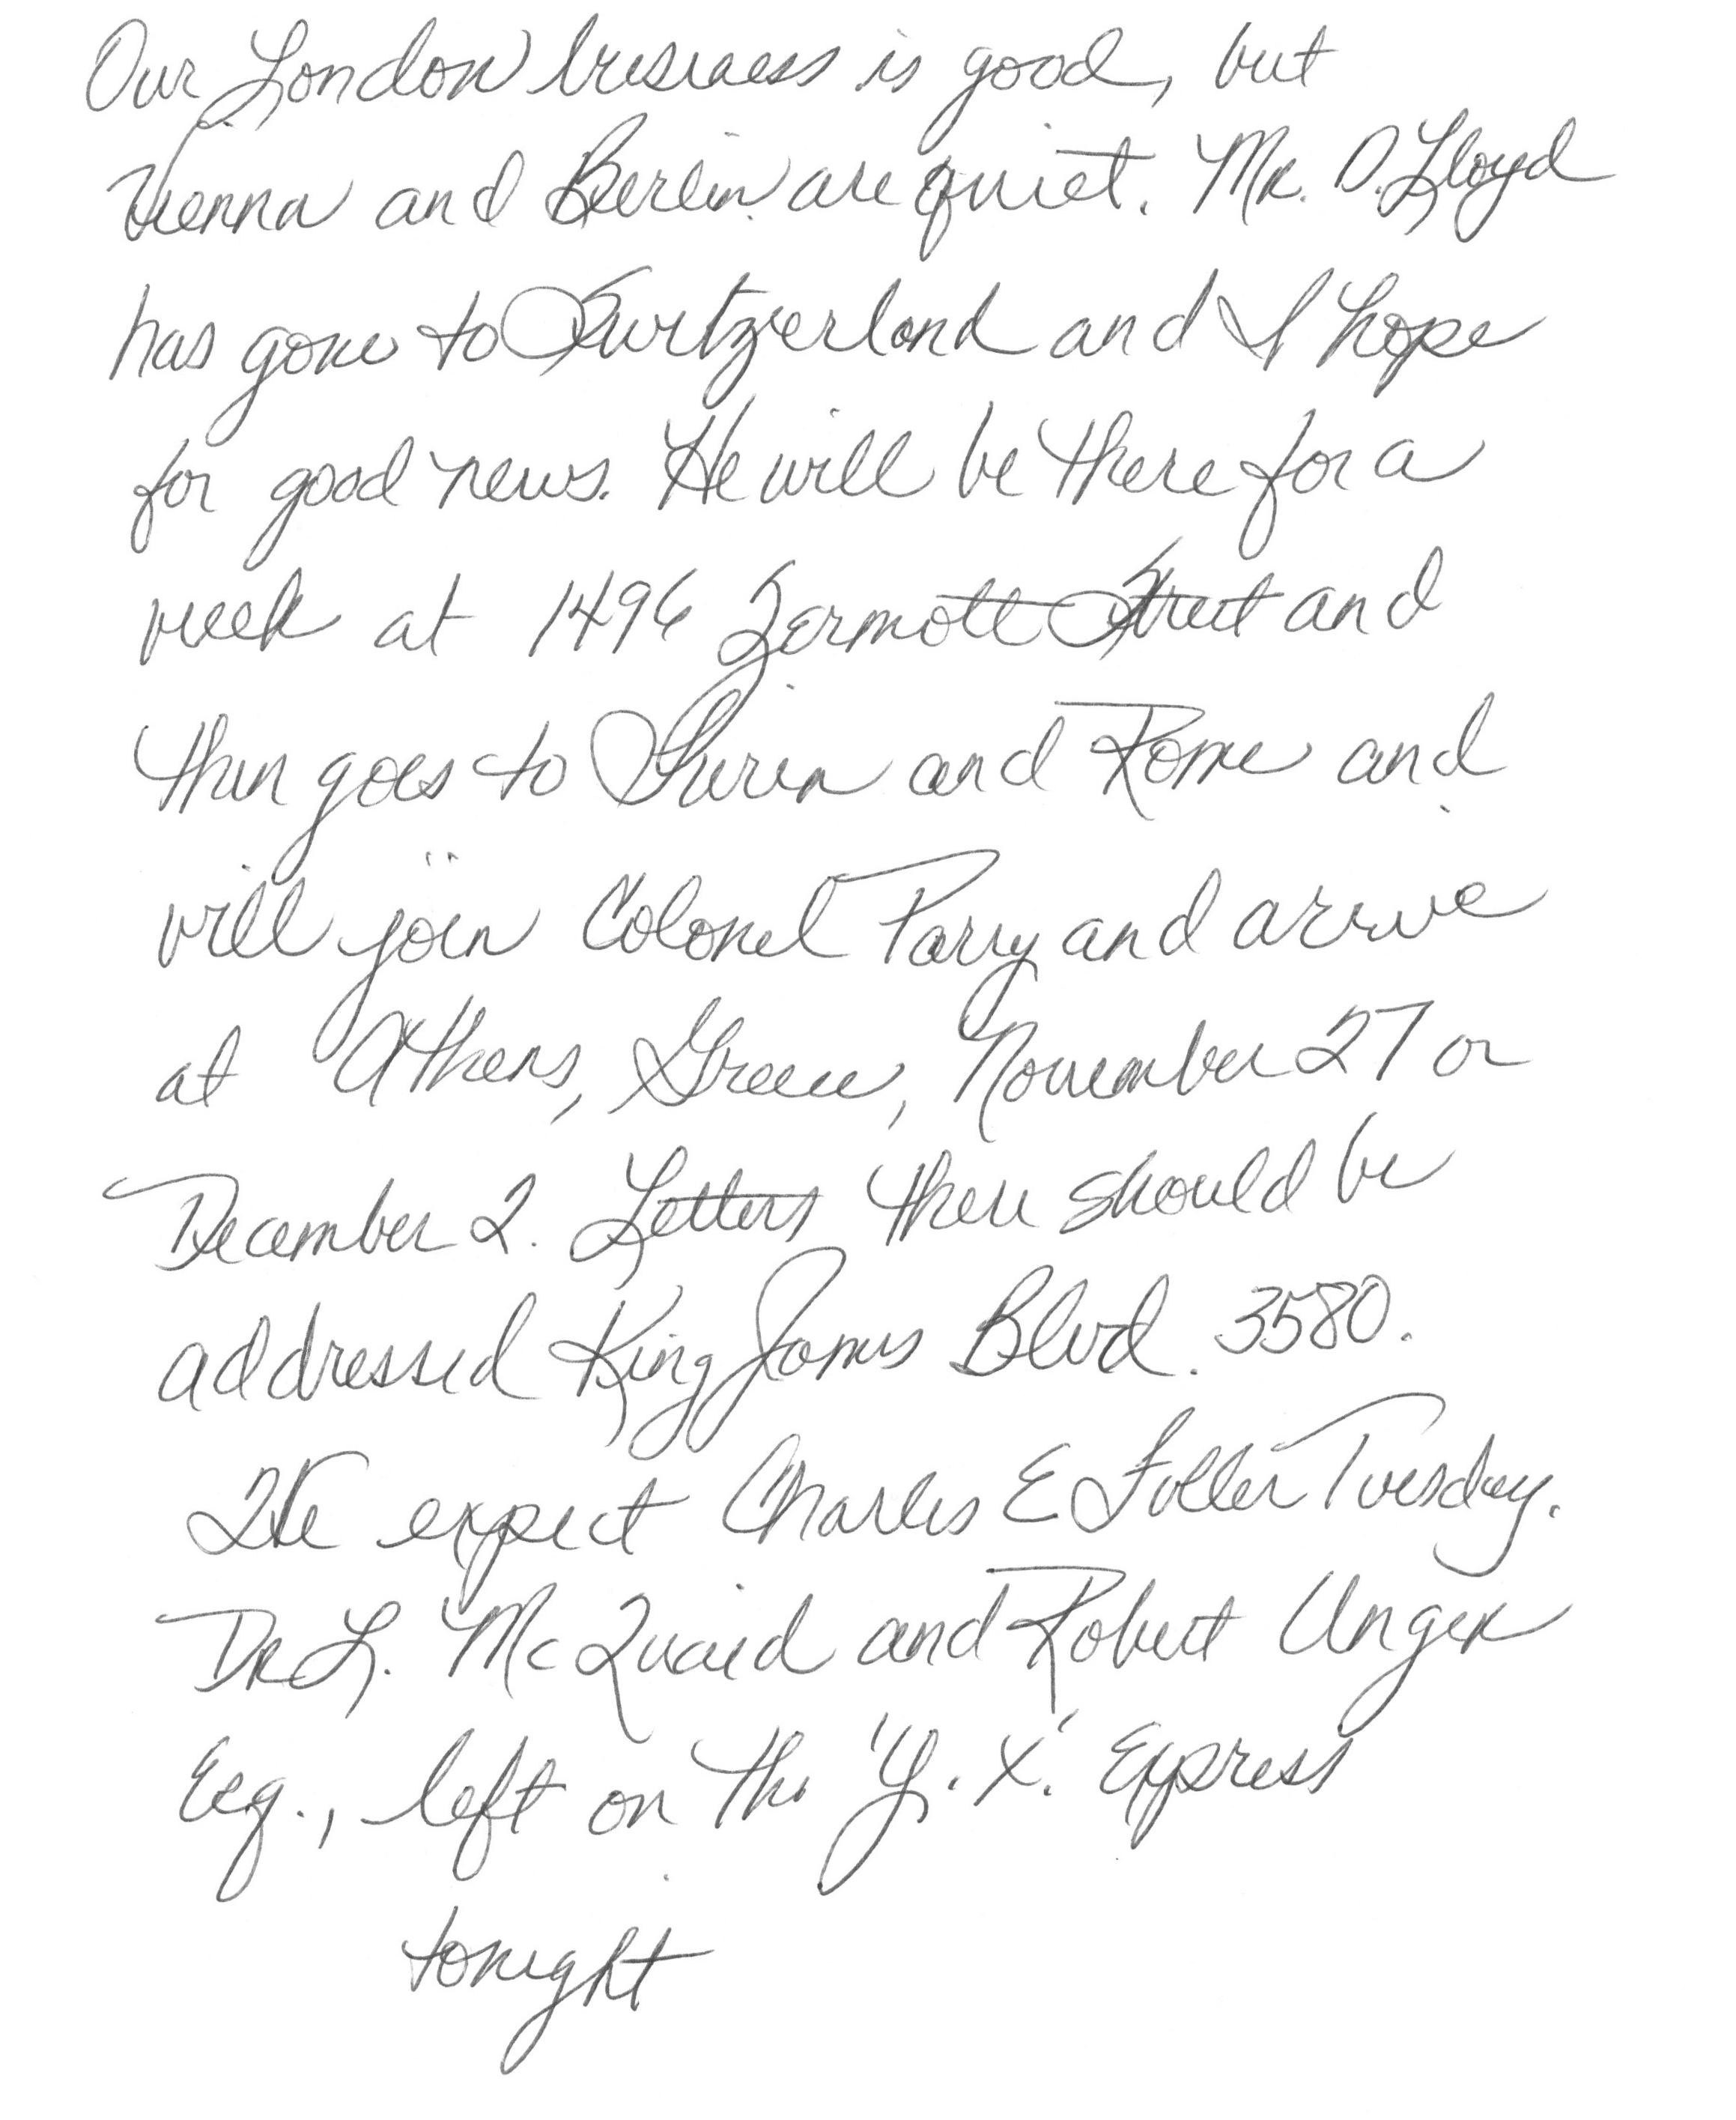 Our London business is good, but
Vienna and Berlin are quiet. Mr. D. Lloyd
has gone to Switzerland and I hope
for good news. He will be there for a
week at 1496 Zermott Street and
then goes to Turin and Rome and
will join Colonel Parry and arrive
at Athens, Greece, November 27 or
December 2. Letters there should be
addressed King James Blvd. 3580.
We expect Charles E Fuller Tuesday.
Dr L. McQuaid and Robert Unger
Esq., left on the 'Y. X.' Express
tonight